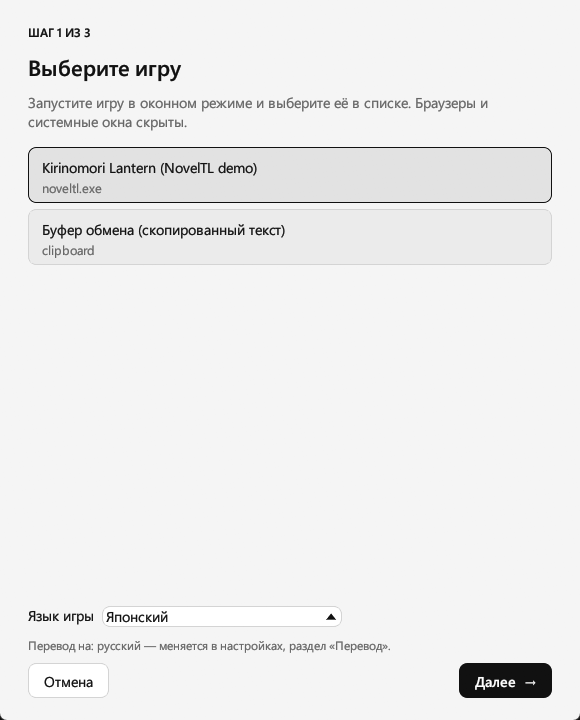 ШАГ 1 ИЗ 3
Выберите игру
Запустите игру в оконном режиме и выберите её в списке. Браузеры и
системные окна скрыты.
Kirinomori Lantern (NovelTL demo)
noveltl.exe
Буфер обмена (скопированный текст)
clipboard
Язык игры Японский
Перевод на: русский — меняется в настройках, раздел «Перевод».
Отмена Далее →